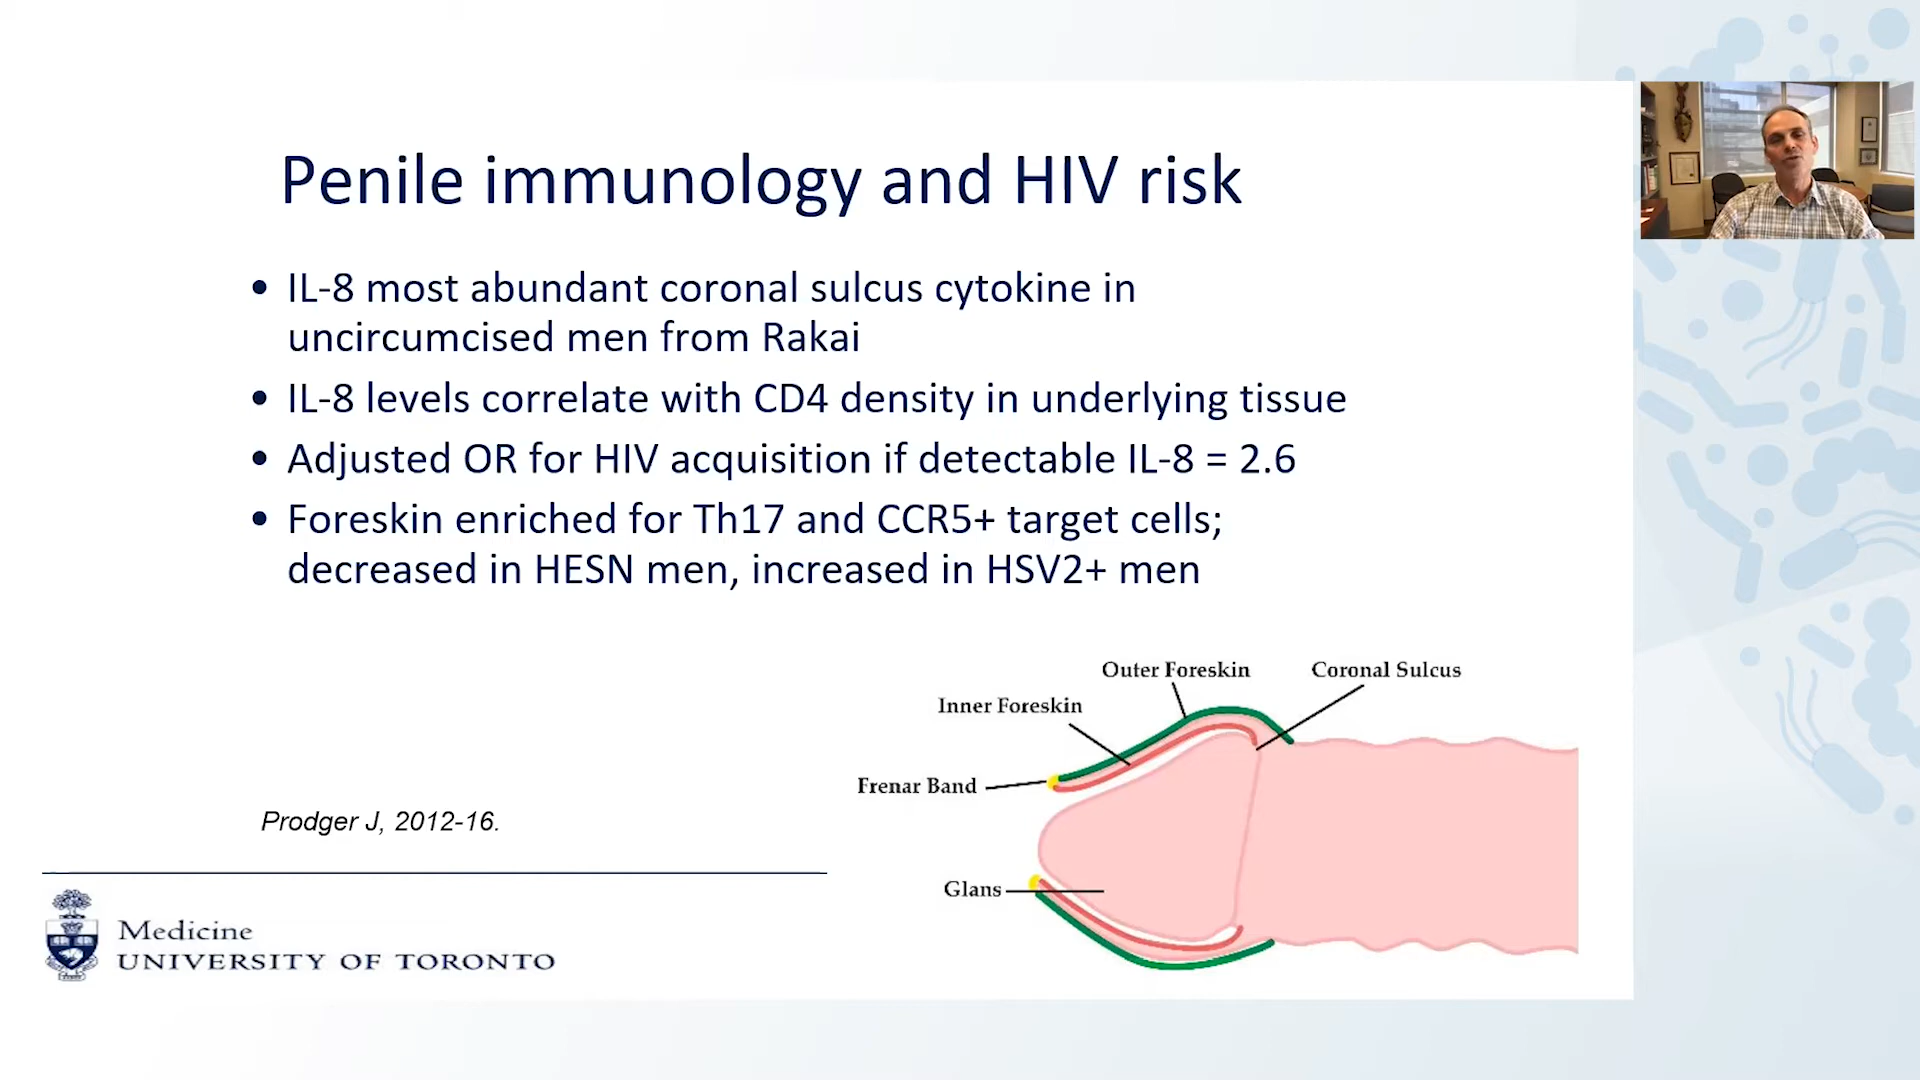 Penile immunology and HIV risk
• IL-8 most abundant coronal sulcus cytokine in
uncircumcised men from Rakai
• IL-8 levels correlate with CD4 density in underlying tissue
• Adjusted OR for HIV acquisition if detectable IL-8 = 2.6
• Foreskin enriched for Th17 and CCR5+ target cells;
decreased in HESN men, increased in HSV2+ men
Outer Foreskin
Coronal Sulcus
Inner Foreskin
Frenar Band
Glans
Prodger J, 2012-16.
Medicine
UNIVERSITY OF TORONTO